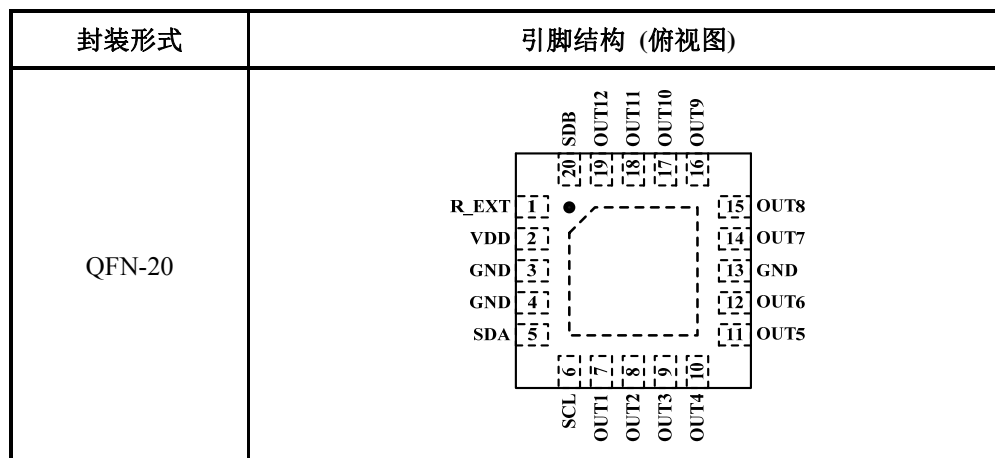 封装形式
引脚结构 (俯视图)
QFN-20
SDB OUT12 OUT11 OUT10 OUT9
20 19 18 17 16
R_EXT 1 15 OUT8
VDD 2 14 OUT7
GND 3 13 GND
GND 4 12 OUT6
SDA 5 11 OUT5
6 7 8 9 10
SCL OUT1 OUT2 OUT3 OUT4